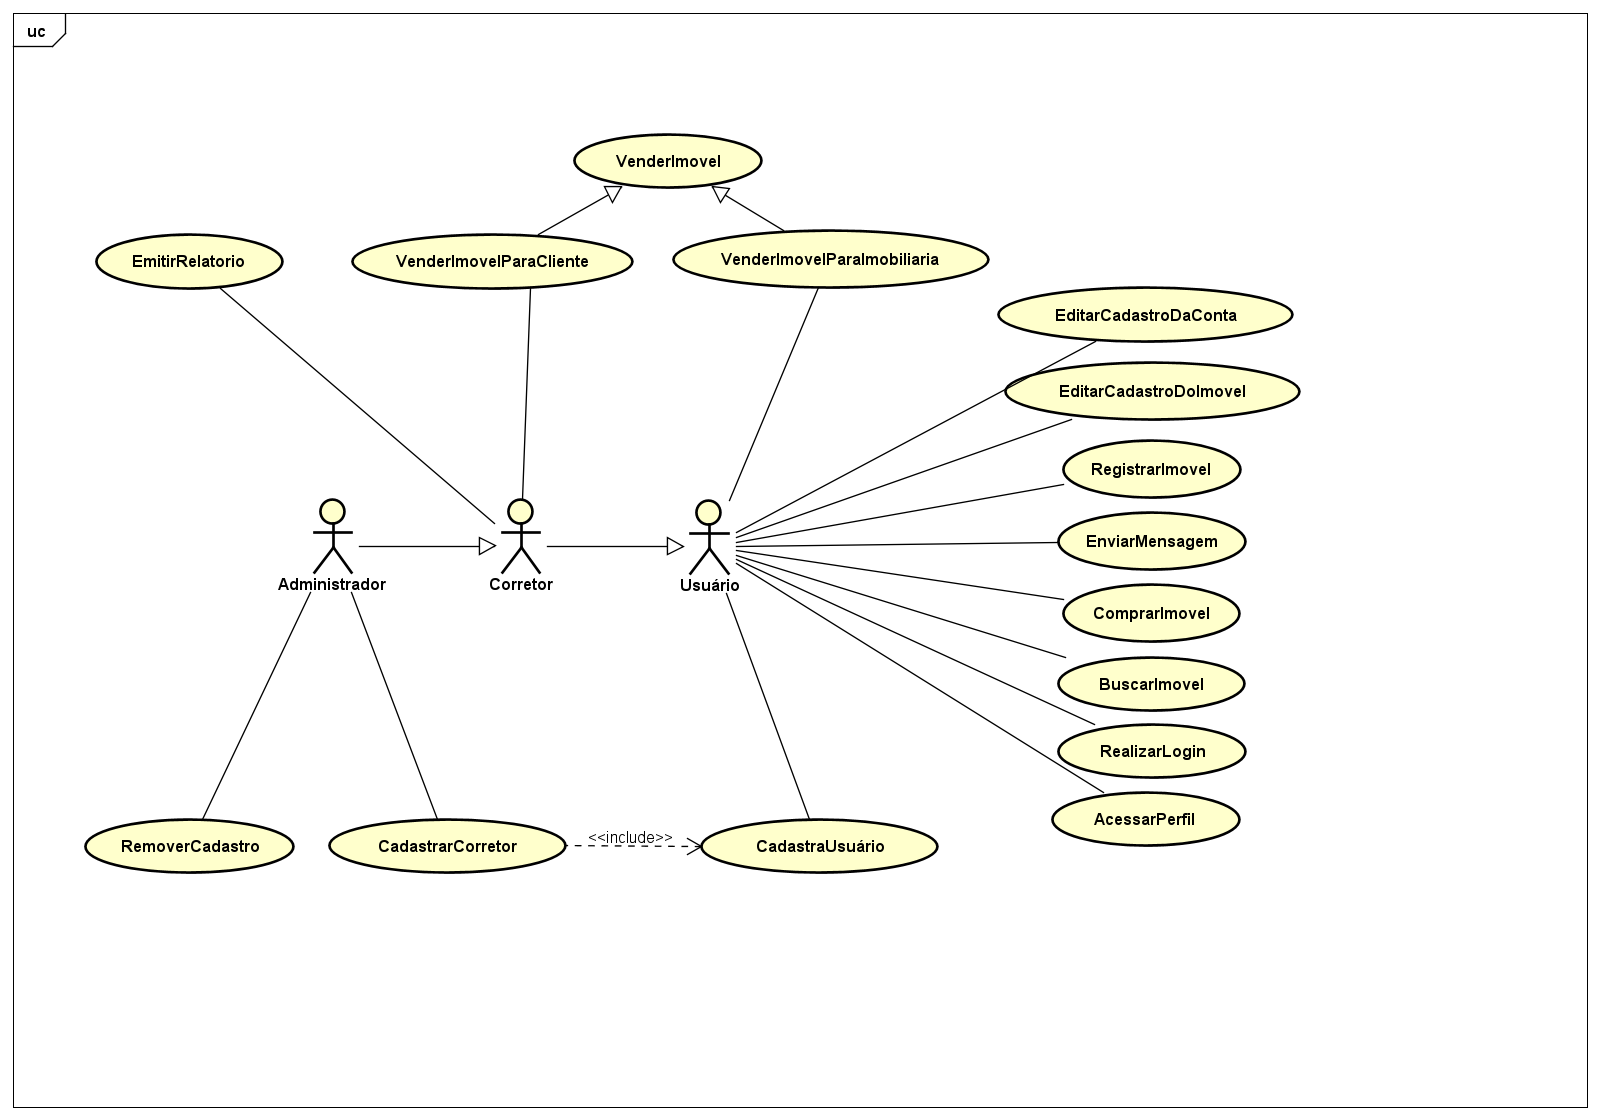 uc
VenderImovel
EmitirRelatorio
VenderImovelParaCliente
VenderImovelParaImobiliaria
EditarCadastroDaConta
EditarCadastroDoImovel
RegistrarImovel
EnviarMensagem
Administrador
Corretor
Usuário
ComprarImovel
BuscarImovel
RealizarLogin
AcessarPerfil
RemoverCadastro
CadastrarCorretor
<<include>>
CadastraUsuário